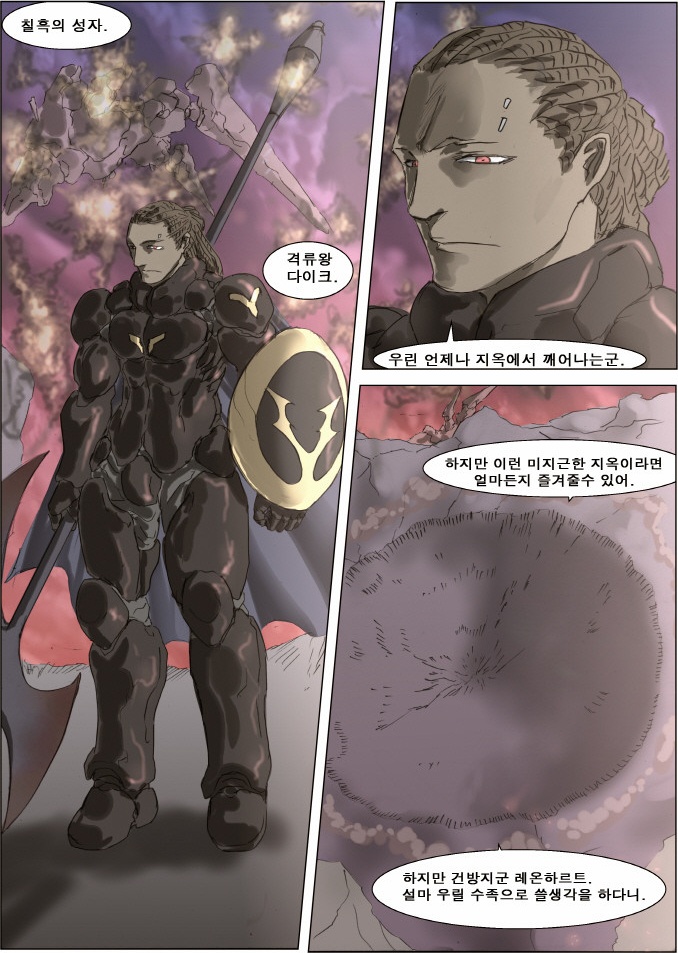 칠흑의 성자.
격류왕
다이크.
우린 언제나 지옥에서 깨어나는군.
하지만 이런 미지근한 지옥이라면
얼마든지 즐겨줄수 있어.
하지만 건방지군 레온하르트.
설마 우릴 수족으로 쓸생각을 하다니.